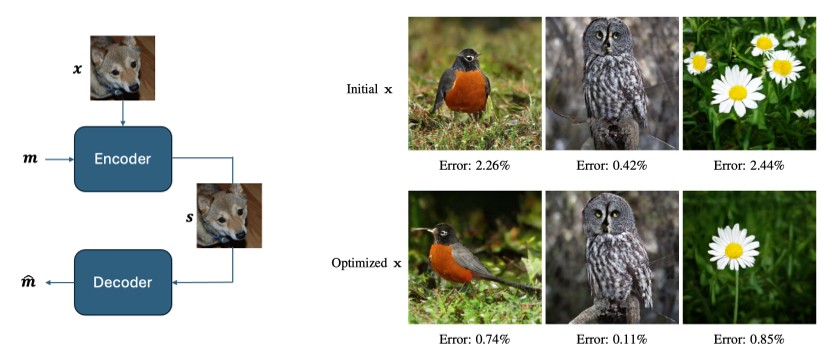 x
m
Encoder
s
m̂
Decoder
Initial x
Error: 2.26%
Error: 0.42%
Error: 2.44%
Optimized x
Error: 0.74%
Error: 0.11%
Error: 0.85%